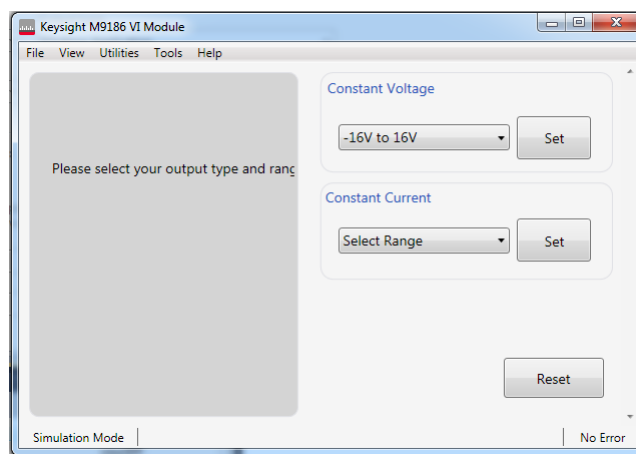 Keysight M9186 VI Module
File View Utilities Tools Help
Please select your output type and rang
Constant Voltage
-16V to 16V
Set
Constant Current
Select Range
Set
Reset
Simulation Mode
No Error